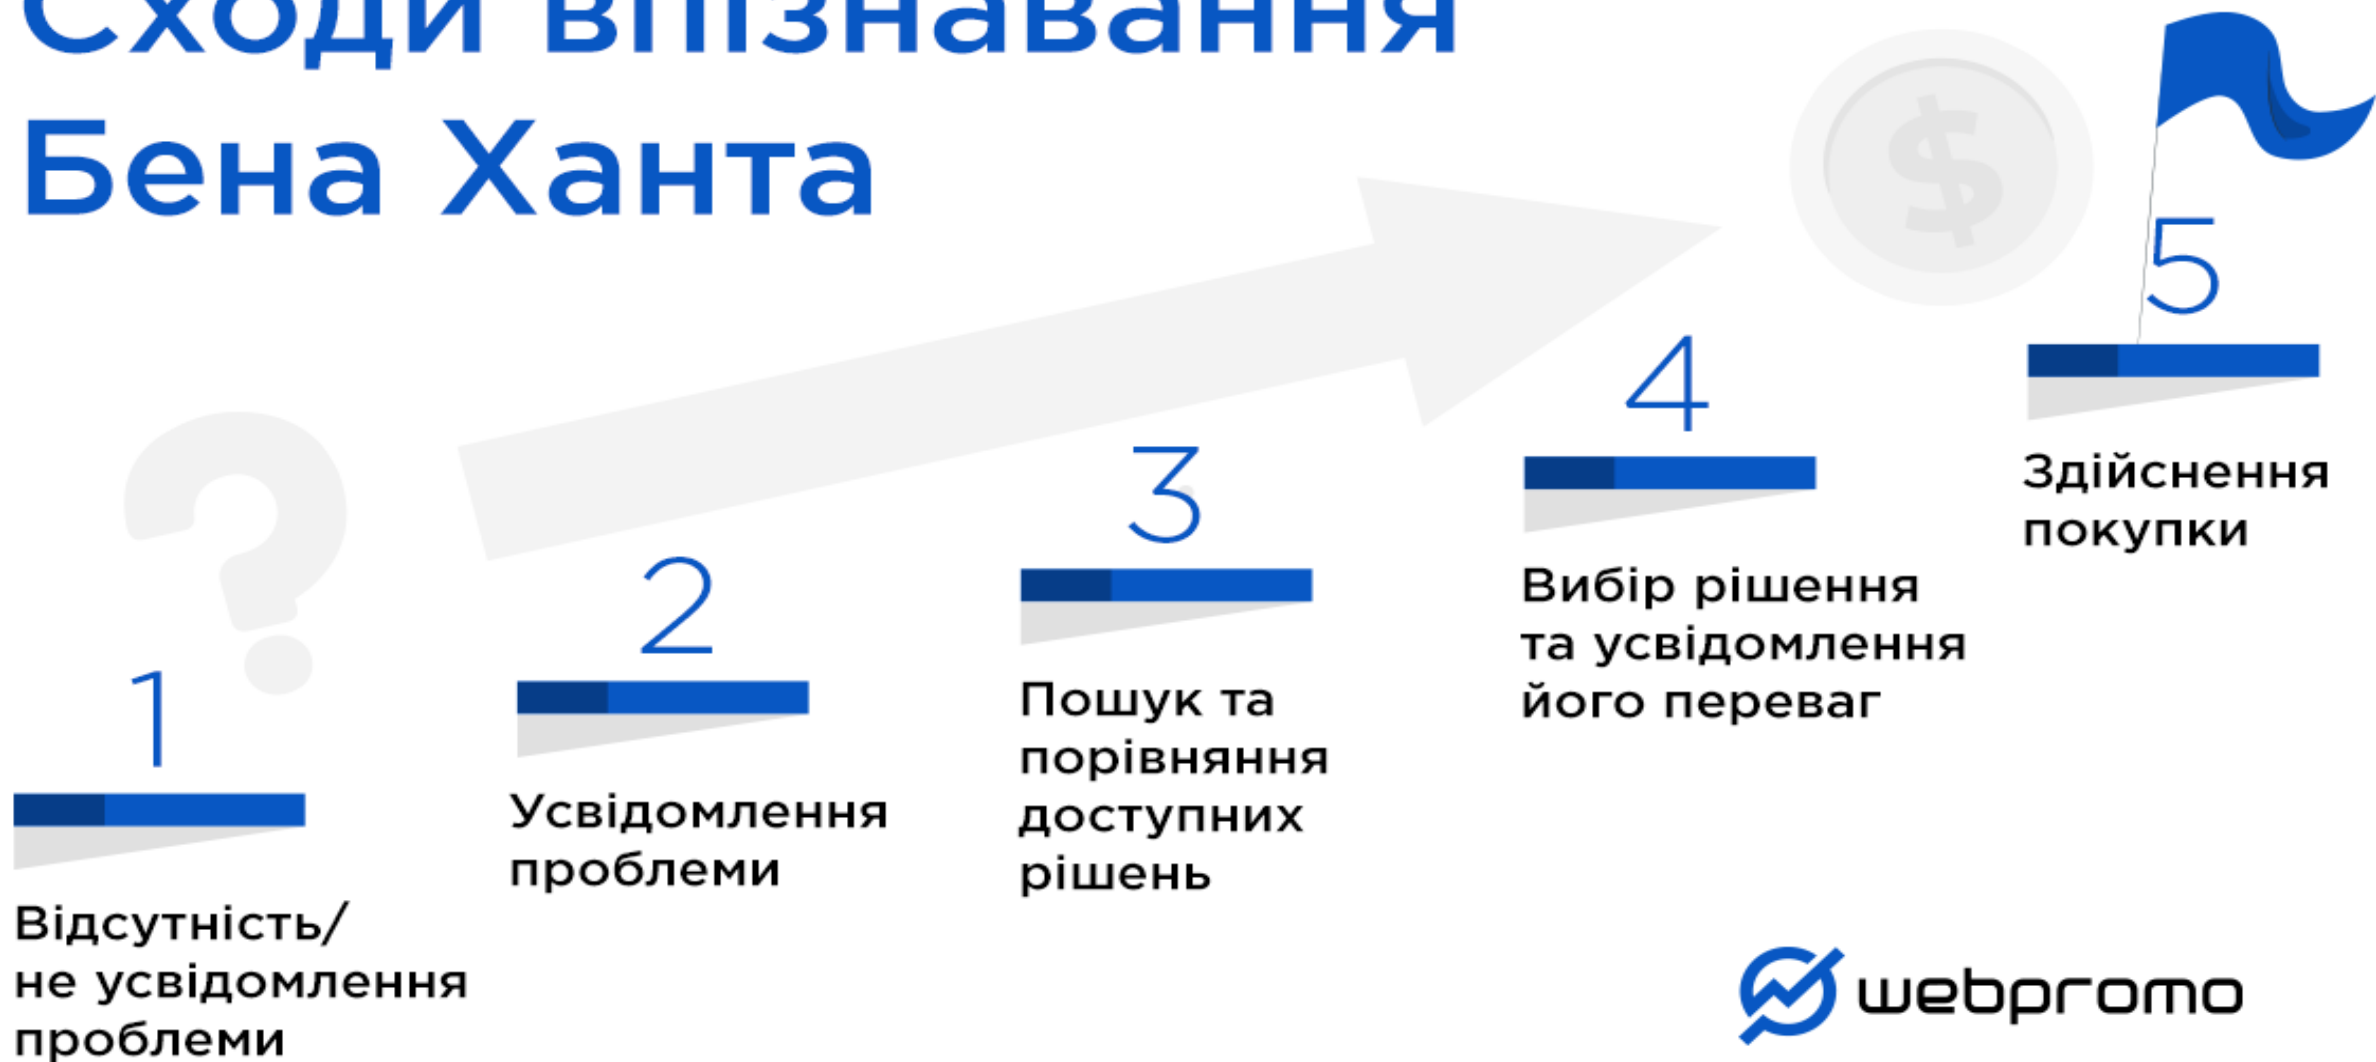 Сходи впізнавання
Бена Ханта
$
1
Відсутність/
не усвідомлення
проблеми
2
Усвідомлення
проблеми
3
Пошук та
порівняння
доступних
рішень
4
Вибір рішення
та усвідомлення
його переваг
5
Здійснення
покупки
webpromo